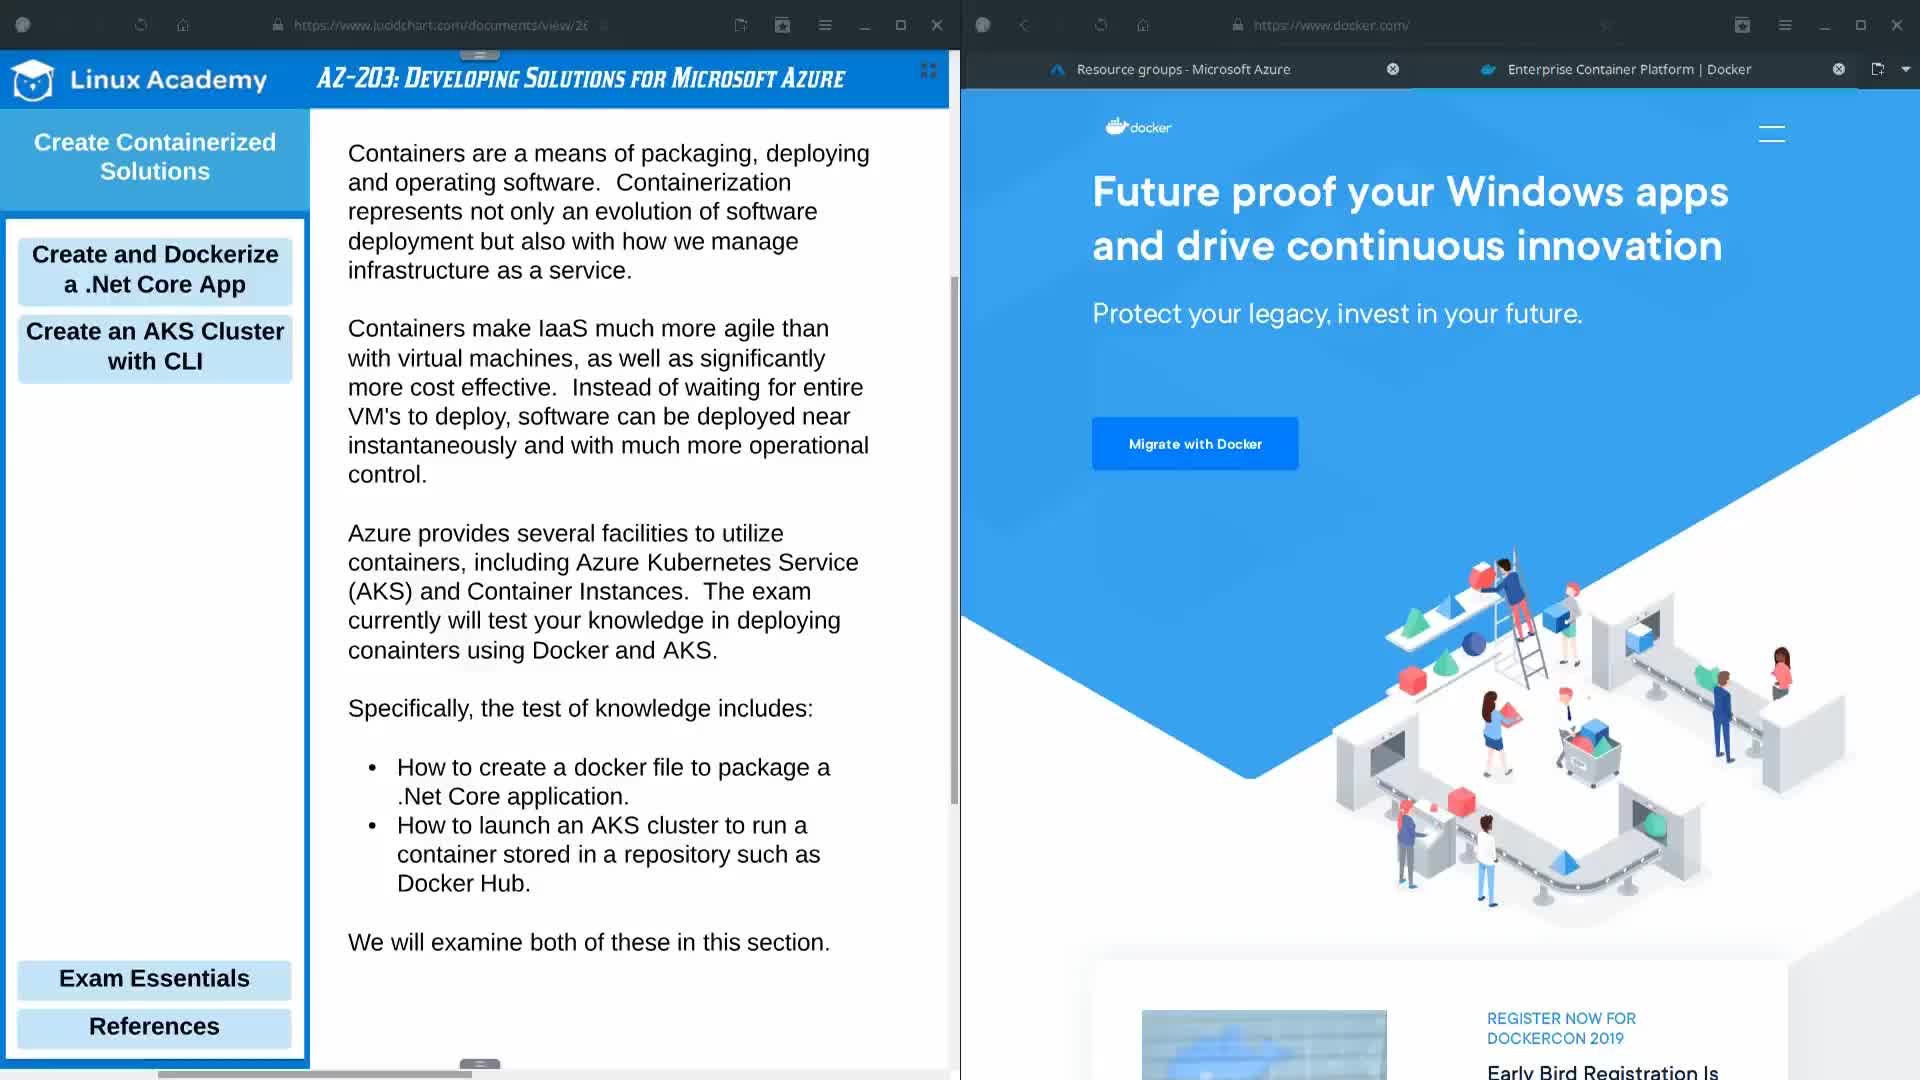 https://www.lucidchart.com/documents/view/2
https://www.docker.com/
Resource groups - Microsoft Azure
Enterprise Container Platform | Docker
Linux Academy
AZ-203: Developing Solutions for Microsoft Azure
Create Containerized
Solutions
Create and Dockerize
a .Net Core App
Create an AKS Cluster
with CLI
Exam Essentials
References
Containers are a means of packaging, deploying
and operating software. Containerization
represents not only an evolution of software
deployment but also with how we manage
infrastructure as a service.
Containers make IaaS much more agile than
with virtual machines, as well as significantly
more cost effective. Instead of waiting for entire
VM's to deploy, software can be deployed near
instantaneously and with much more operational
control.
Azure provides several facilities to utilize
containers, including Azure Kubernetes Service
(AKS) and Container Instances. The exam
currently will test your knowledge in deploying
conainters using Docker and AKS.
Specifically, the test of knowledge includes:
• How to create a docker file to package a
.Net Core application.
• How to launch an AKS cluster to run a
container stored in a repository such as
Docker Hub.
We will examine both of these in this section.
docker
Future proof your Windows apps
and drive continuous innovation
Protect your legacy, invest in your future.
Migrate with Docker
REGISTER NOW FOR
DOCKERCON 2019
Early Bird Registration Is